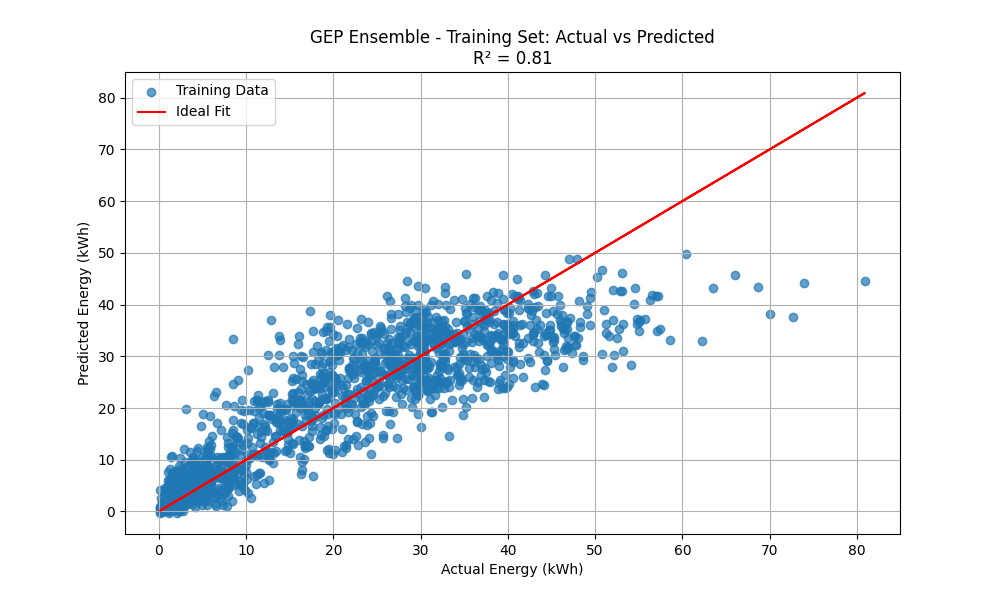 GEP Ensemble - Training Set: Actual vs Predicted
R² = 0.81
Training Data
Ideal Fit
Predicted Energy (kWh)
80
70
60
50
40
30
20
10
0
0 10 20 30 40 50 60 70 80
Actual Energy (kWh)